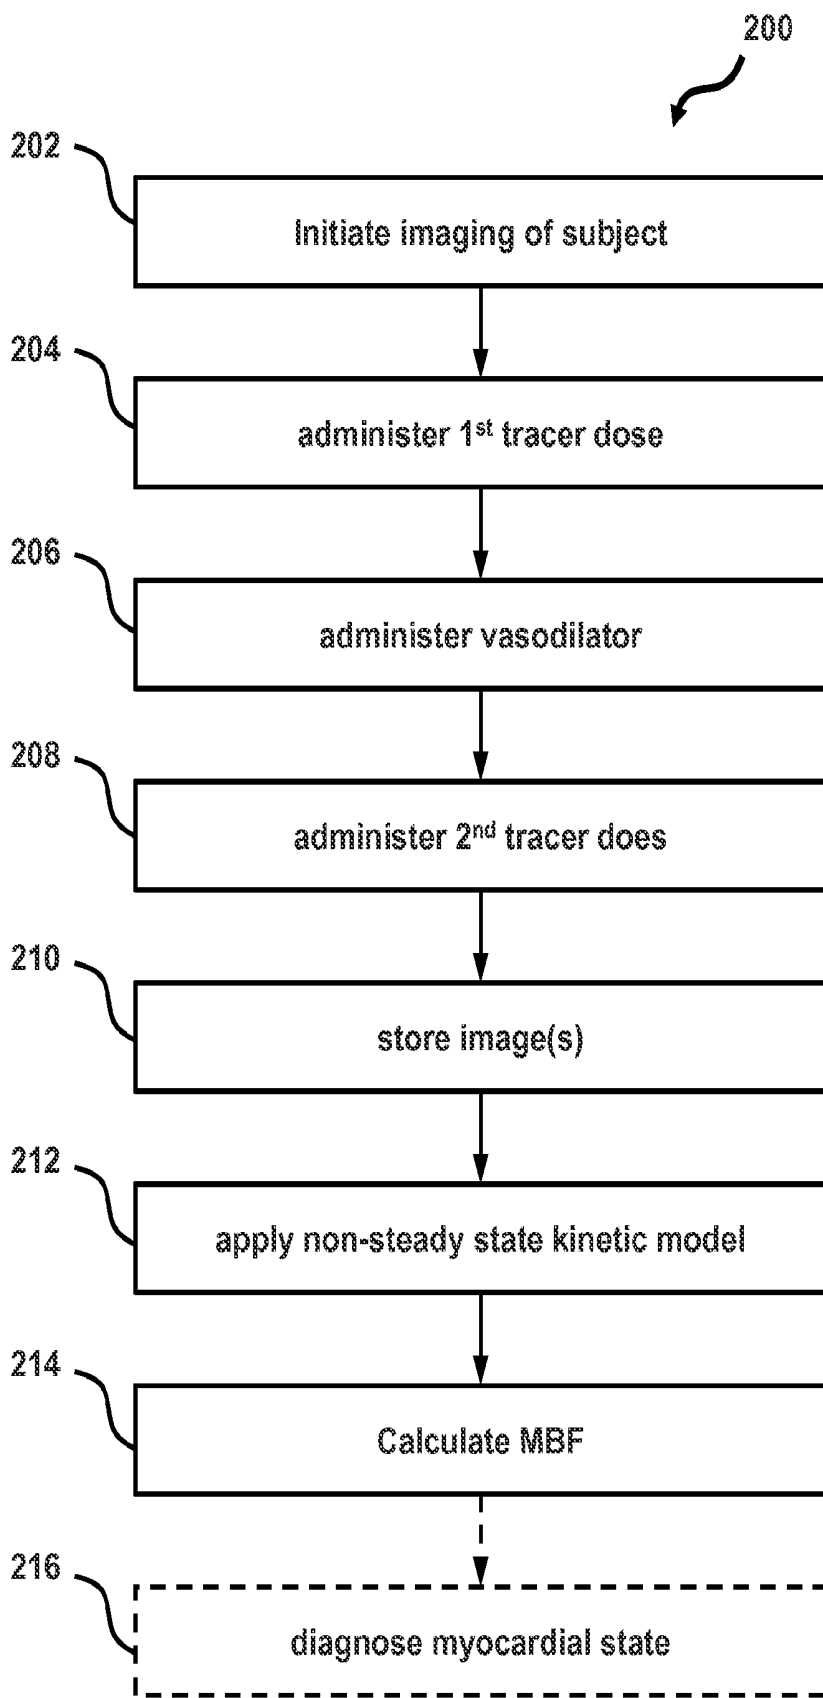 200
202
Initiate imaging of subject
204
administer 1st tracer dose
206
administer vasodilator
208
administer 2nd tracer does
210
store image(s)
212
apply non-steady state kinetic model
214
Calculate MBF
216
diagnose myocardial state